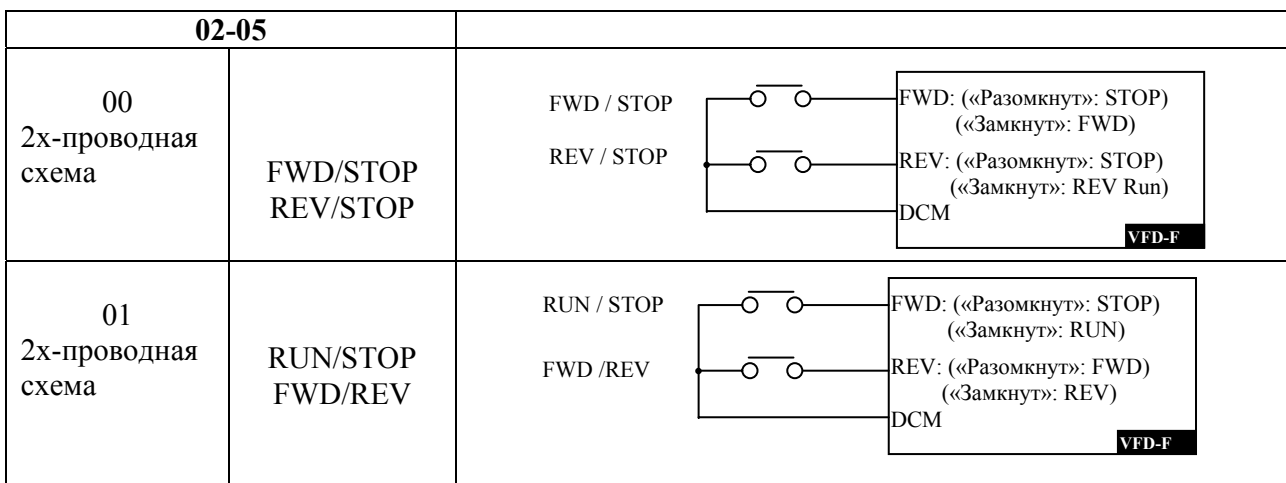 02-05
00
2х-проводная
схема
FWD/STOP
REV/STOP
FWD / STOP
REV / STOP
FWD: («Разомкнут»: STOP)
(«Замкнут»: FWD)
REV: («Разомкнут»: STOP)
(«Замкнут»: REV Run)
DCM
VFD-F
01
2х-проводная
схема
RUN/STOP
FWD/REV
RUN / STOP
FWD /REV
FWD: («Разомкнут»: STOP)
(«Замкнут»: RUN)
REV: («Разомкнут»: FWD)
(«Замкнут»: REV)
DCM
VFD-F